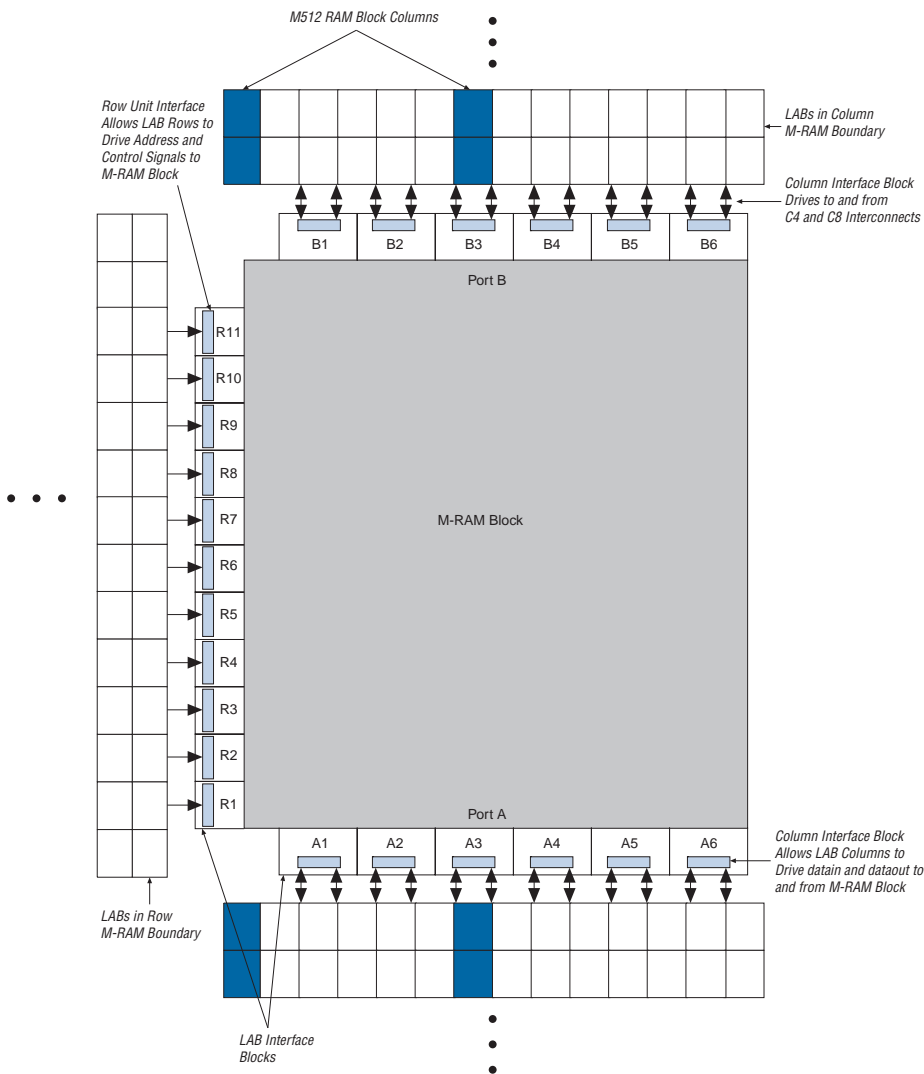 M512 RAM Block Columns
Row Unit Interface
Allows LAB Rows to
Drive Address and
Control Signals to
M-RAM Block
LABs in Column
M-RAM Boundary
Column Interface Block
Drives to and from
C4 and C8 Interconnects
B1 B2 B3 B4 B5 B6
Port B
R11
R10
R9
R8
R7
M-RAM Block
R6
R5
R4
R3
R2
R1
Port A
A1 A2 A3 A4 A5 A6
Column Interface Block
Allows LAB Columns to
Drive datain and dataout to
and from M-RAM Block
LABs in Row
M-RAM Boundary
LAB Interface
Blocks